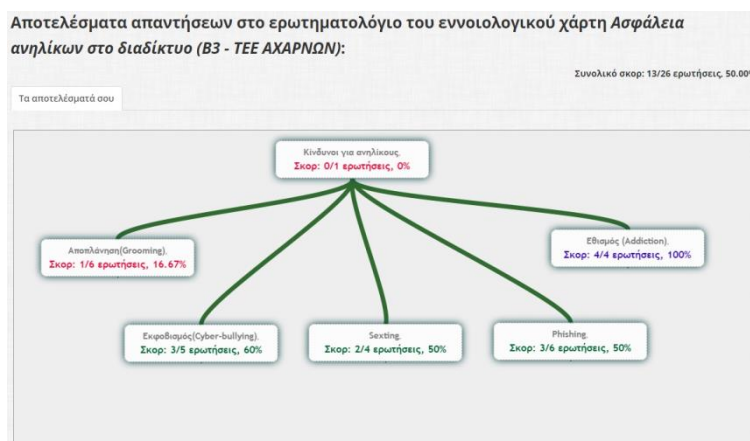 Αποτελέσματα απαντήσεων στο ερωτηματολόγιο του εννοιολογικού χάρτη Ασφάλεια
ανηλίκων στο διαδίκτυο (Β3 - ΤΕΕ ΑΧΑΡΝΩΝ):
Συνολικό σκορ: 13/26 ερωτήσεις, 50.00%
Τα αποτελέσματά σου
Κίνδυνοι για ανηλίκους.
Σκορ: 0/1 ερωτήσεις, 0%
Αποπλάνηση(Grooming).
Σκορ: 1/6 ερωτήσεις, 16.67%
Εθισμός (Addiction).
Σκορ: 4/4 ερωτήσεις, 100%
Εκφοβισμός(Cyber-bullying).
Σκορ: 3/5 ερωτήσεις, 60%
Sexting.
Σκορ: 2/4 ερωτήσεις, 50%
Phishing.
Σκορ: 3/6 ερωτήσεις, 50%